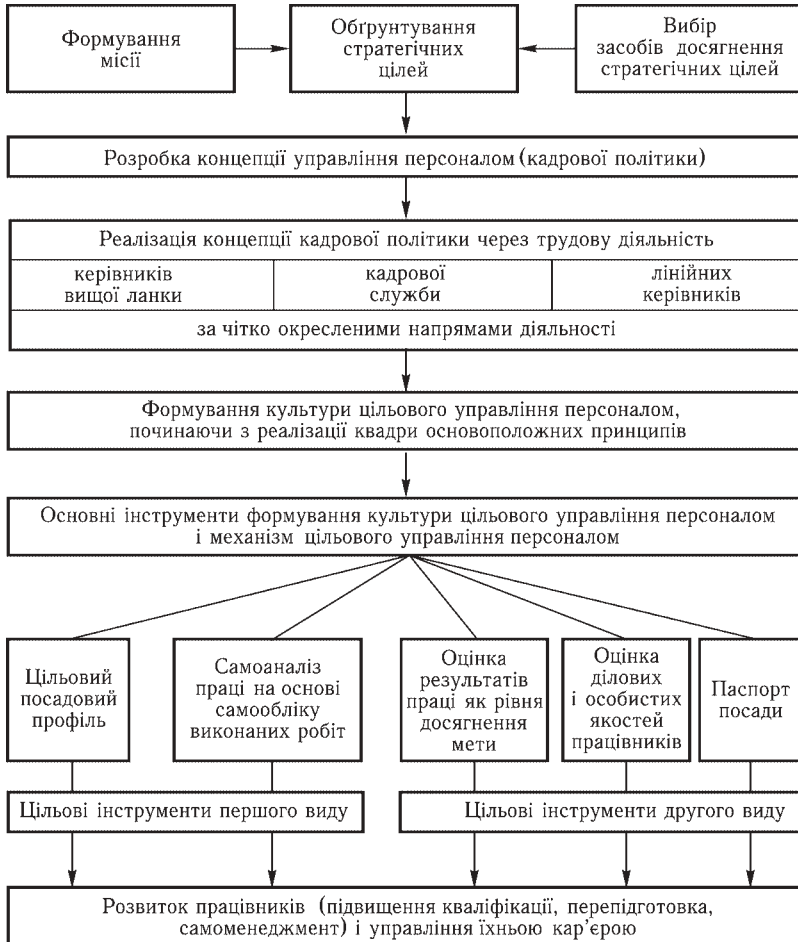 Формування
місії
Обґрунтування
стратегічних
цілей
Вибір
засобів досягнення
стратегічних цілей
Розробка концепції управління персоналом (кадрової політики)
Реалізація концепції кадрової політики через трудову діяльність
керівників
вищої ланки
кадрової
служби
лінійних
керівників
за чітко окресленими напрямами діяльності
Формування культури цільового управління персоналом,
починаючи з реалізації квадри основоположних принципів
Основні інструменти формування культури цільового управління персоналом
і механізм цільового управління персоналом
Цільовий
посадовий
профіль
Самоаналіз
праці на основі
самообліку
виконаних робіт
Оцінка
результатів
праці як рівня
досягнення
мети
Оцінка
ділових
і особистих
якостей
працівників
Паспорт
посади
Цільові інструменти першого виду
Цільові інструменти другого виду
Розвиток працівників (підвищення кваліфікації, перепідготовка,
самоменеджмент) і управління їхньою кар’єрою